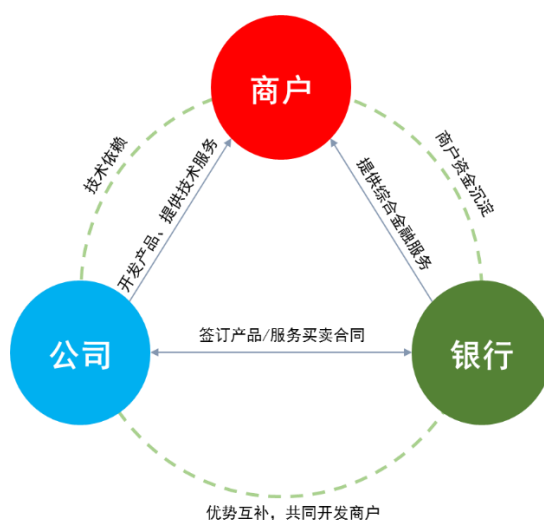 商户
技术依赖
开发产品、提供技术服务
提供综合金融服务
商户资金沉淀
公司
签订产品/服务买卖合同
银行
优势互补，共同开发商户